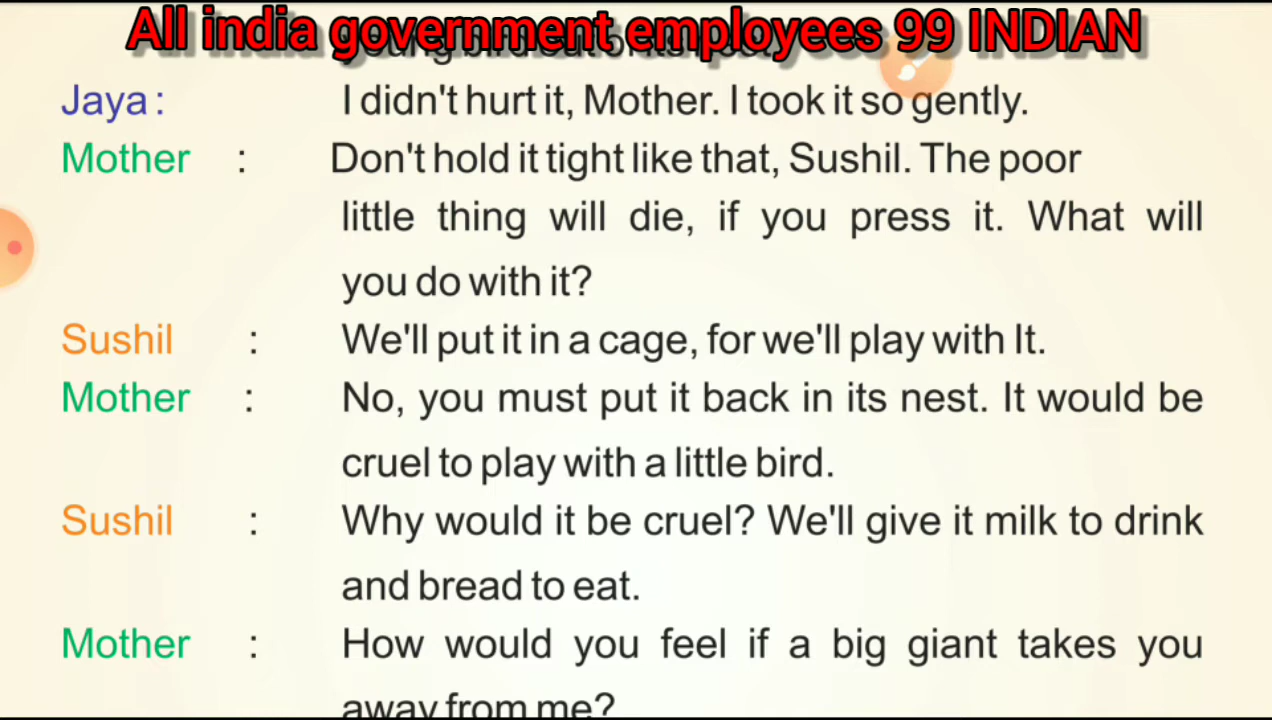 All india government employees 99 INDIAN
Jaya : I didn't hurt it, Mother. I took it so gently.
Mother : Don't hold it tight like that, Sushil. The poor
little thing will die, if you press it. What will
you do with it?
Sushil : We'll put it in a cage, for we'll play with It.
Mother : No, you must put it back in its nest. It would be
cruel to play with a little bird.
Sushil : Why would it be cruel? We'll give it milk to drink
and bread to eat.
Mother : How would you feel if a big giant takes you
away from me?